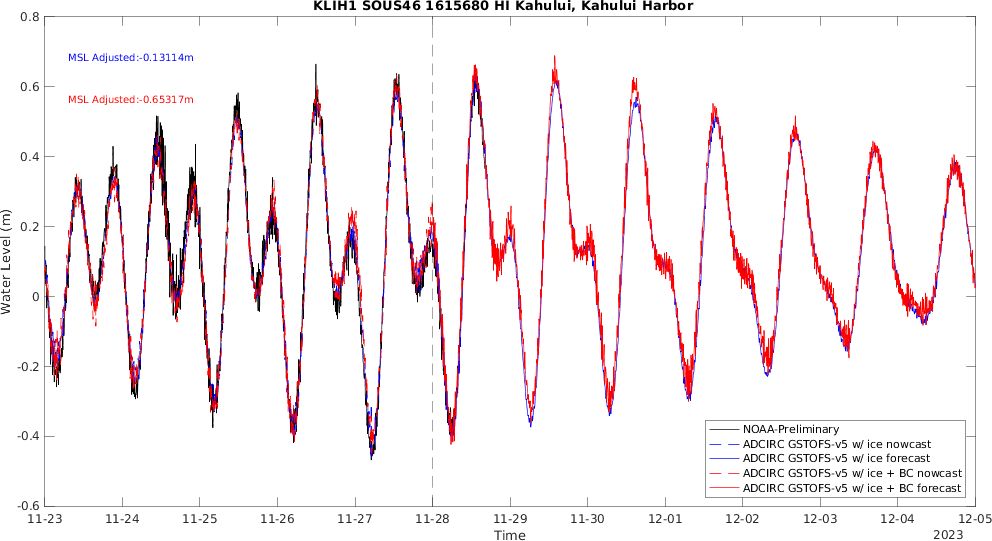 KLIH1 SOUS46 1615680 HI Kahului, Kahului Harbor
0.8
0.6
0.4
0.2
0
-0.2
-0.4
-0.6
Water Level (m)
MSL Adjusted:-0.13114m
MSL Adjusted:-0.65317m
NOAA-Preliminary
ADCIRC GSTOFS-v5 w/ ice nowcast
ADCIRC GSTOFS-v5 w/ ice forecast
ADCIRC GSTOFS-v5 w/ ice + BC nowcast
ADCIRC GSTOFS-v5 w/ ice + BC forecast
11-23 11-24 11-25 11-26 11-27 11-28 11-29 11-30 12-01 12-02 12-03 12-04 12-05
Time
2023